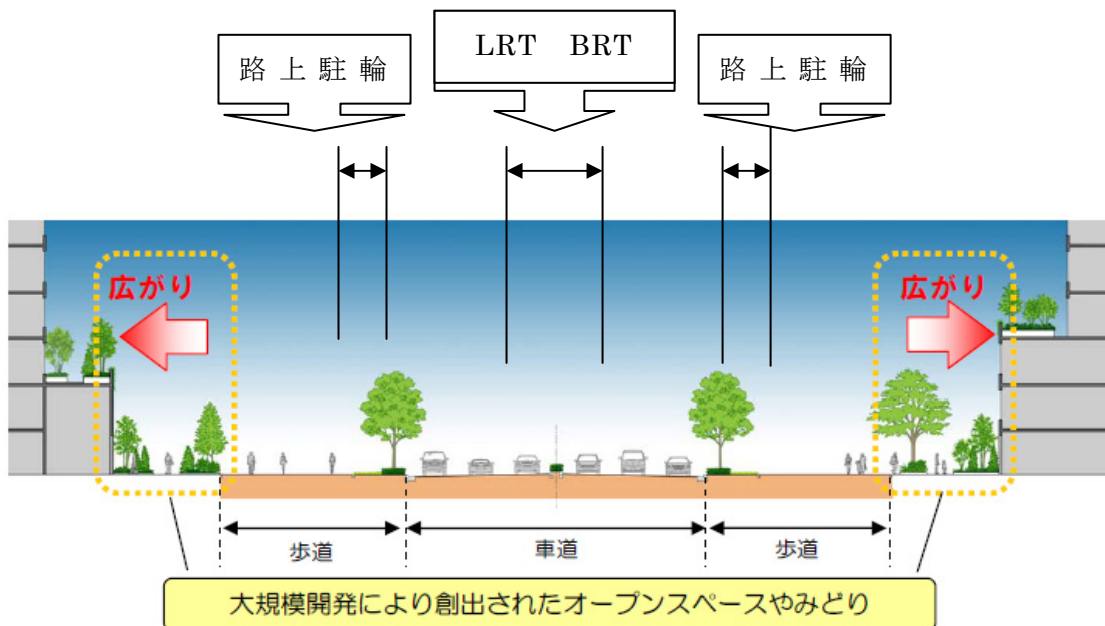 LRT BRT
路上駐輪
路上駐輪
広がり
広がり
歩道
車道
歩道
大規模開発により創出されたオープンスペースやみどり